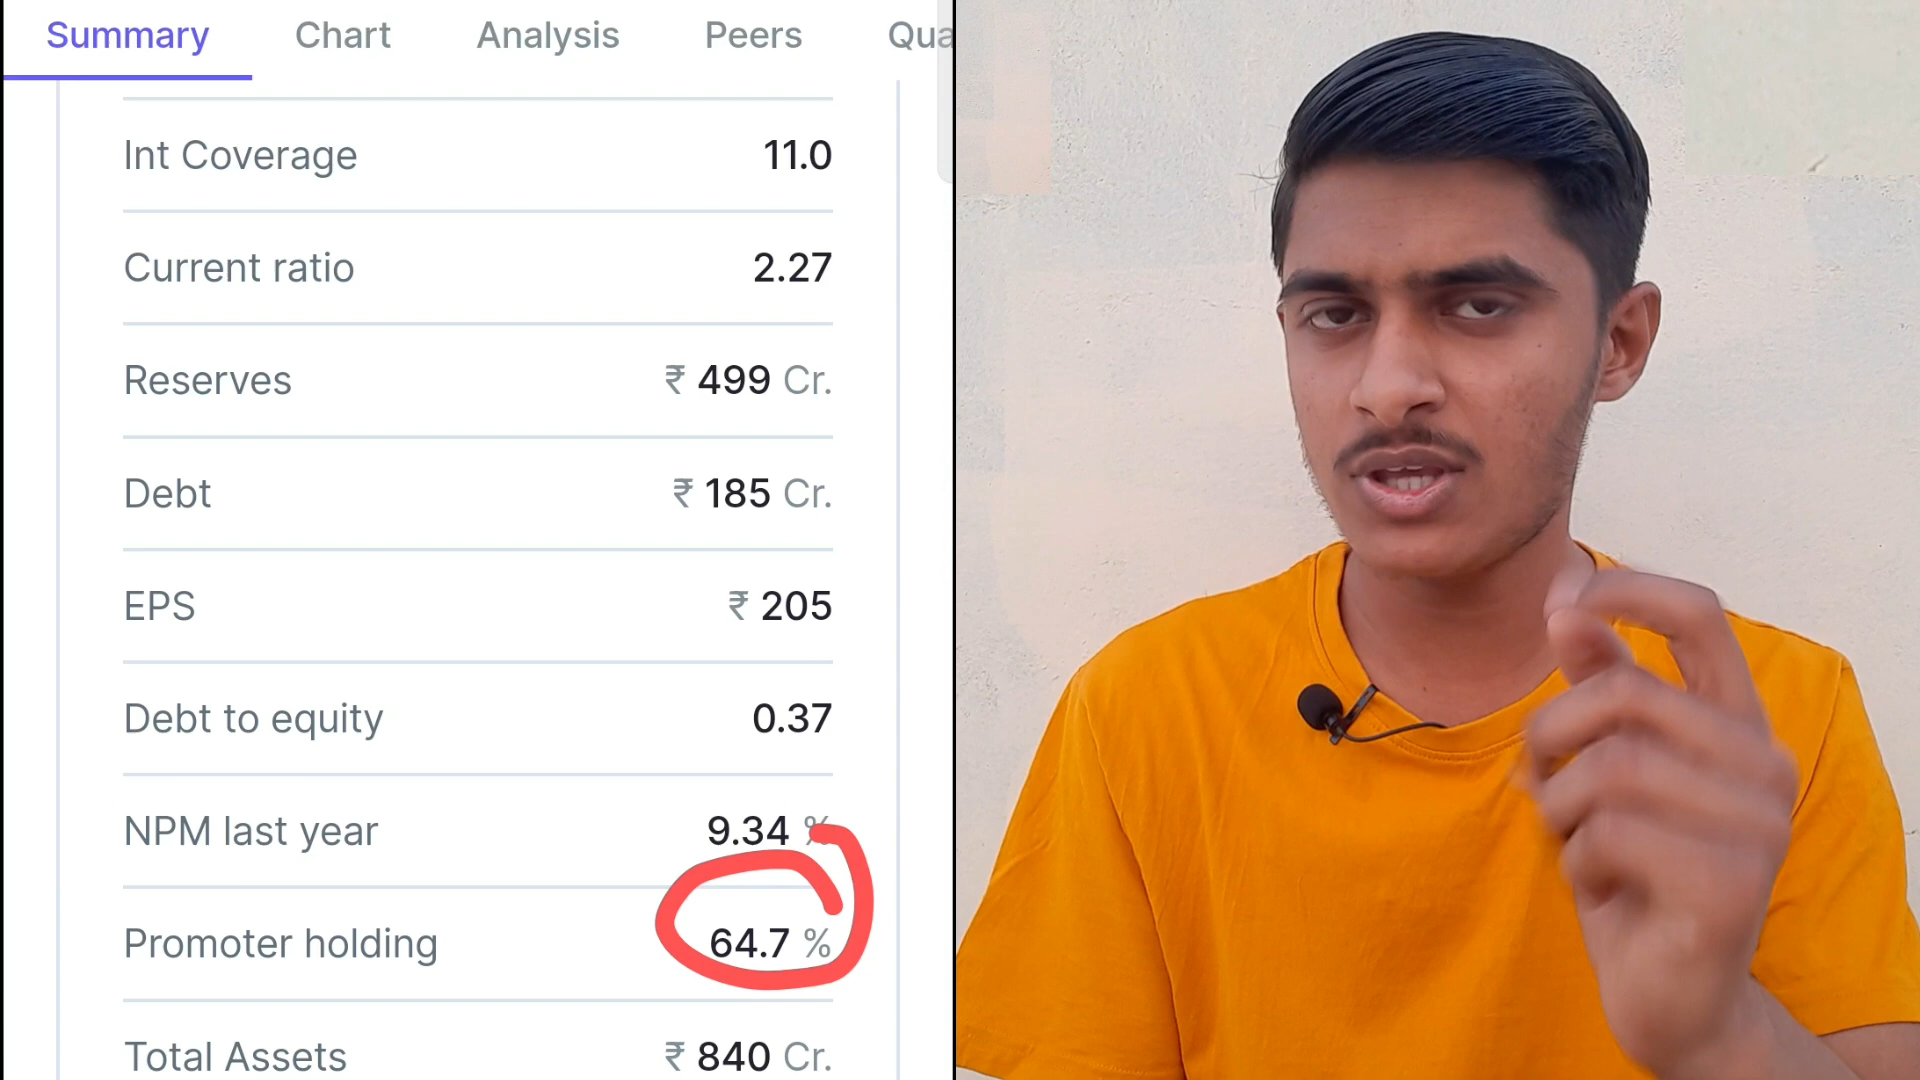 Summary Chart Analysis Peers
Int Coverage 11.0
Current ratio 2.27
Reserves ₹ 499 Cr.
Debt ₹ 185 Cr.
EPS ₹ 205
Debt to equity 0.37
NPM last year 9.34 %
Promoter holding 64.7 %
Total Assets ₹ 840 Cr.